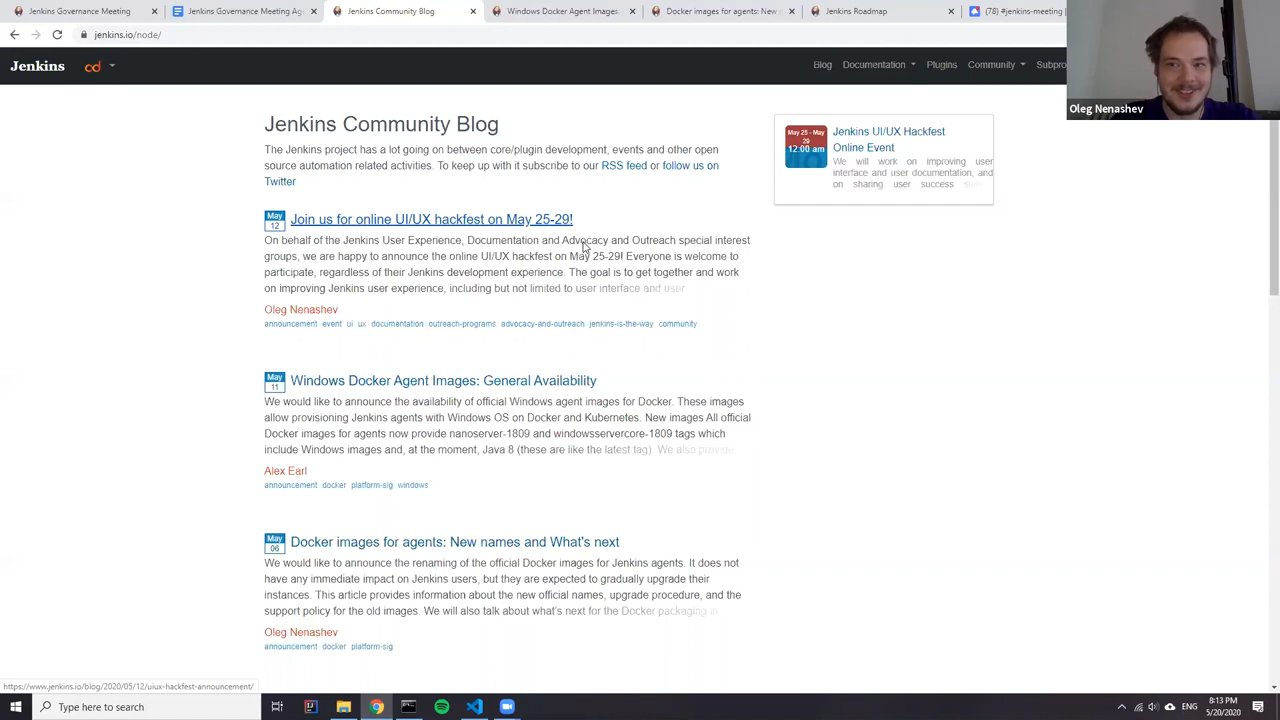 Jenkins Governance Meeting
Jenkins Governance Meeting Age
Jenkins Community Blog
Windows Docker Agent Images:
Docker images for agents: New n
Jenkins Roadmap
(78) #jenkins-meeting
jenkins.io/node/
Jenkins
cd
Blog
Documentation
Plugins
Community
Subpro
Oleg Nenashev
Jenkins Community Blog
The Jenkins project has a lot going on between core/plugin development, events and other open
source automation related activities. To keep up with it subscribe to our RSS feed or follow us on
Twitter
May 25 - May
29
12:00 am
Jenkins UI/UX Hackfest
Online Event
We will work on improving user
interface and user documentation, and
on sharing user success
May
12
Join us for online UI/UX hackfest on May 25-29!
On behalf of the Jenkins User Experience, Documentation and Advocacy and Outreach special interest
groups, we are happy to announce the online UI/UX hackfest on May 25-29! Everyone is welcome to
participate, regardless of their Jenkins development experience. The goal is to get together and work
on improving Jenkins user experience, including but not limited to user interface and user
Oleg Nenashev
announcement event ui ux documentation outreach-programs advocacy-and-outreach jenkins-is-the-way community
May
11
Windows Docker Agent Images: General Availability
We would like to announce the availability of official Windows agent images for Docker. These images
allow provisioning Jenkins agents with Windows OS on Docker and Kubernetes. New images All official
Docker images for agents now provide nanoserver-1809 and windowsservercore-1809 tags which
include Windows images and, at the moment, Java 8 (these are like the latest tag). We also provide
Alex Earl
announcement docker platform-sig windows
May
06
Docker images for agents: New names and What's next
We would like to announce the renaming of the official Docker images for Jenkins agents. It does not
have any immediate impact on Jenkins users, but they are expected to gradually upgrade their
instances. This article provides information about the new official names, upgrade procedure, and the
support policy for the old images. We will also talk about what's next for the Docker packaging in
Oleg Nenashev
announcement docker platform-sig
https://www.jenkins.io/blog/2020/05/12/uiux-hackfest-announcement/
Type here to search
ENG
8:13 PM
5/20/2020